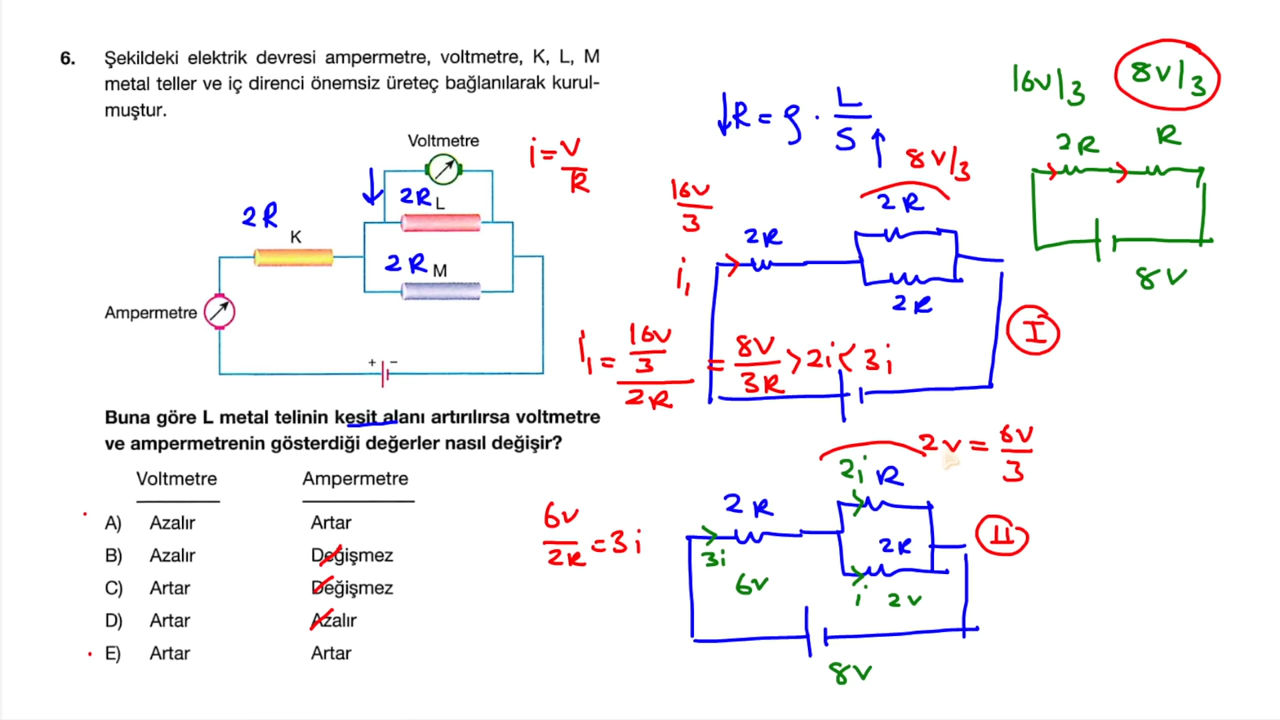 6. Şekildeki elektrik devresi ampermetre, voltmetre, K, L, M
metal teller ve iç direnci önemsiz üreteç bağlanılarak kurul-
muştur.
Voltmetre
2R L
2R
K
2R M
Ampermetre
+ −
Buna göre L metal telinin kesit alanı artırılırsa voltmetre
ve ampermetrenin gösterdiği değerler nasıl değişir?
Voltmetre Ampermetre
A) Azalır Artar
B) Azalır Değişmez
C) Artar Değişmez
D) Artar Azalır
E) Artar Artar
i = V/R
↓R = ρ · L/S ↑
16V/3
8V/3
2R
2R
2R
i₁
I
i₁ = (16V/3)/2R = 8V/3R > 2i < 3i
16V/3 8V/3
2R R
8V
2V = 6V/3
2i R
2R
6V/2R = 3i
3i
6V
2R
i 2V
II
8V